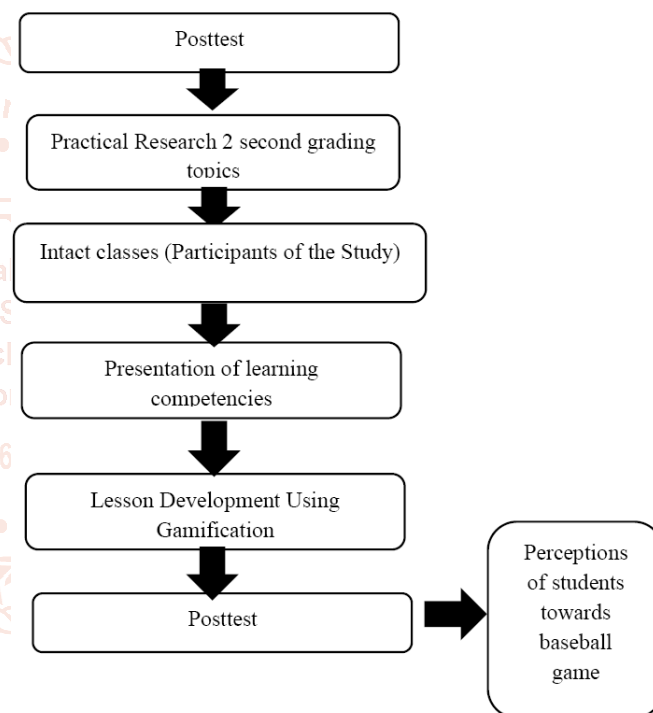 Posttest
Practical Research 2 second grading
topics
Intact classes (Participants of the Study)
Presentation of learning
competencies
Lesson Development Using
Gamification
Posttest
Perceptions
of students
towards
baseball
game